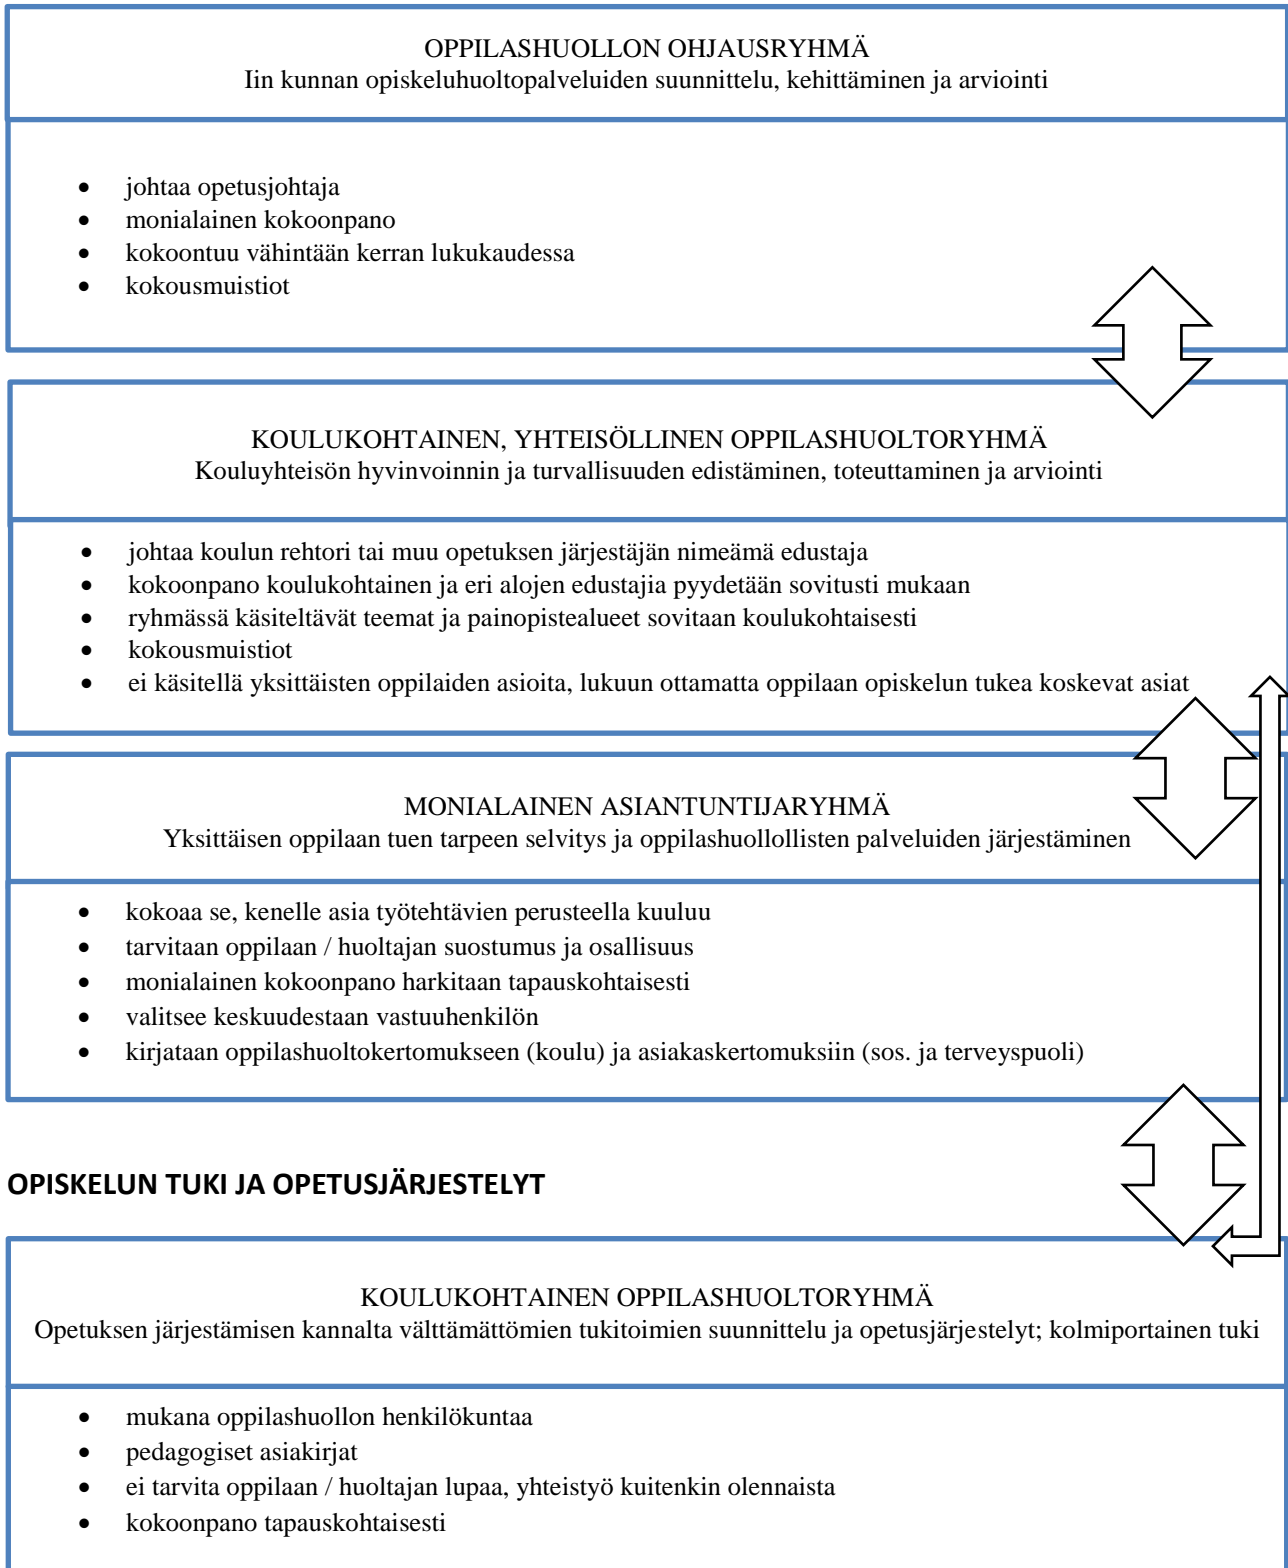 OPPILASHUOLLON OHJAUSRYHMÄ
Iin kunnan opiskeluhuoltopalveluiden suunnittelu, kehittäminen ja arviointi
• johtaa opetusjohtaja
• monialainen kokoonpano
• kokoontuu vähintään kerran lukukaudessa
• kokousmuistiot
KOULUKOHTAINEN, YHTEISÖLLINEN OPPILASHUOLTORYHMÄ
Kouluyhteisön hyvinvoinnin ja turvallisuuden edistäminen, toteuttaminen ja arviointi
• johtaa koulun rehtori tai muu opetuksen järjestäjän nimeämä edustaja
• kokoonpano koulukohtainen ja eri alojen edustajia pyydetään sovitusti mukaan
• ryhmässä käsiteltävät teemat ja painopistealueet sovitaan koulukohtaisesti
• kokousmuistiot
• ei käsitellä yksittäisten oppilaiden asioita, lukuun ottamatta oppilaan opiskelun tukea koskevat asiat
MONIALAINEN ASIANTUNTIJARYHMÄ
Yksittäisen oppilaan tuen tarpeen selvitys ja oppilashuollollisten palveluiden järjestäminen
• kokoaa se, kenelle asia työtehtävien perusteella kuuluu
• tarvitaan oppilaan / huoltajan suostumus ja osallisuus
• monialainen kokoonpano harkitaan tapauskohtaisesti
• valitsee keskuudestaan vastuuhenkilön
• kirjataan oppilashuoltokertomukseen (koulu) ja asiakaskertomuksiin (sos. ja terveyspuoli)
OPISKELUN TUKI JA OPETUSJÄRJESTELYT
KOULUKOHTAINEN OPPILASHUOLTORYHMÄ
Opetuksen järjestämisen kannalta välttämättömien tukitoimien suunnittelu ja opetusjärjestelyt; kolmiportainen tuki
• mukana oppilashuollon henkilökuntaa
• pedagogiset asiakirjat
• ei tarvita oppilaan / huoltajan lupaa, yhteistyö kuitenkin olennaista
• kokoonpano tapauskohtaisesti